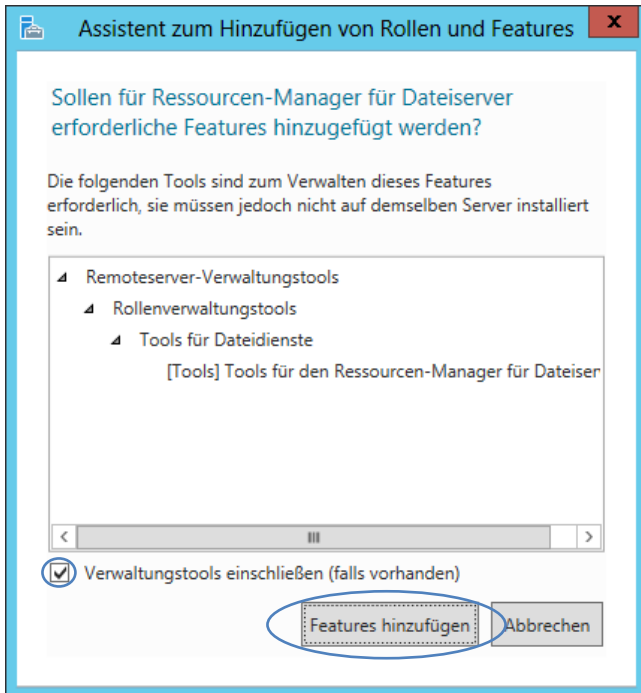 Assistent zum Hinzufügen von Rollen und Features
x
Sollen für Ressourcen-Manager für Dateiserver
erforderliche Features hinzugefügt werden?
Die folgenden Tools sind zum Verwalten dieses Features
erforderlich, sie müssen jedoch nicht auf demselben Server installiert
sein.
Remoteserver-Verwaltungstools
Rollenverwaltungstools
Tools für Dateidienste
[Tools] Tools für den Ressourcen-Manager für Dateiser
Verwaltungstools einschließen (falls vorhanden)
Features hinzufügen Abbrechen